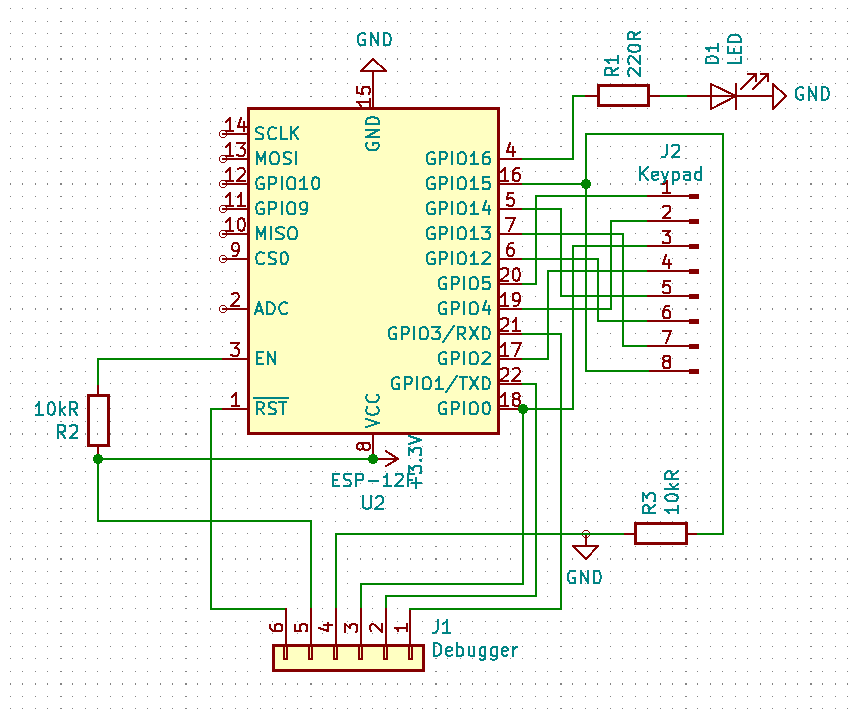 GND
R1
220R
D1
LED
GND
15
GND
14 SCLK
13 MOSI
12 GPIO10
11 GPIO9
10 MISO
9 CS0
2 ADC
3 EN
1 RST
GPIO16 4
GPIO15 16
GPIO14 5
GPIO13 7
GPIO12 6
GPIO5 20
GPIO4 19
GPIO3/RXD 21
GPIO2 17
GPIO1/TXD 22
GPIO0 18
VCC
8
+3.3V
ESP-12F
U2
J2
Keypad
1
2
3
4
5
6
7
8
10kR
R2
R3
10kR
GND
6
5
4
3
2
1
J1
Debugger